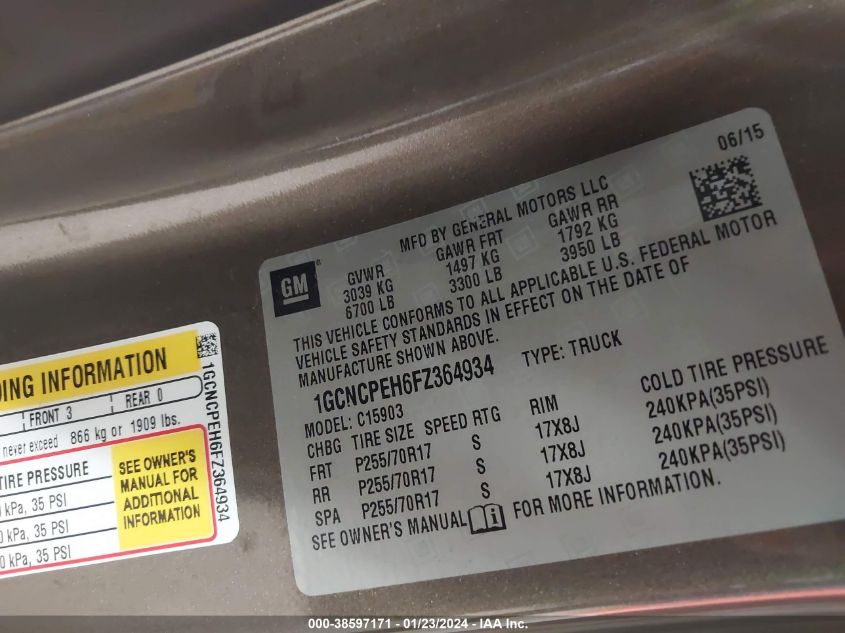 06/15
MFD BY GENERAL MOTORS LLC
GM
GVWR GAWR FRT GAWR RR
3039 KG 1497 KG 1792 KG
6700 LB 3300 LB 3950 LB
THIS VEHICLE CONFORMS TO ALL APPLICABLE U.S. FEDERAL MOTOR
VEHICLE SAFETY STANDARDS IN EFFECT ON THE DATE OF
MANUFACTURE SHOWN ABOVE.
1GCNCPEH6FZ364934 TYPE: TRUCK
MODEL: C15903
CHBG TIRE SIZE SPEED RTG RIM COLD TIRE PRESSURE
FRT P255/70R17 S 17X8J 240KPA(35PSI)
RR P255/70R17 S 17X8J 240KPA(35PSI)
SPA P255/70R17 S 17X8J 240KPA(35PSI)
SEE OWNER'S MANUAL FOR MORE INFORMATION.
DING INFORMATION
FRONT 3 REAR 0
never exceed 866 kg or 1909 lbs.
TIRE PRESSURE
0 kPa, 35 PSI
0 kPa, 35 PSI
0 kPa, 35 PSI
SEE OWNER'S
MANUAL FOR
ADDITIONAL
INFORMATION
1GCNCPEH6FZ364934
000-38597171 - 01/23/2024 - IAA Inc.